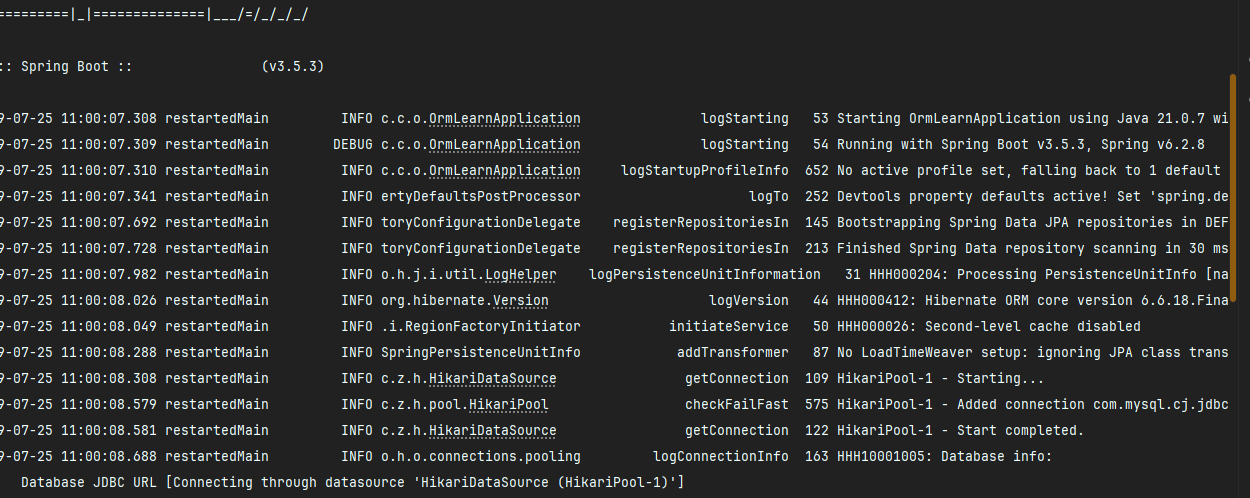 =========|_|==============|___/=/_/_/_/
:: Spring Boot ::                (v3.5.3)
9-07-25 11:00:07.308 restartedMain         INFO c.c.o.OrmLearnApplication               logStarting   53 Starting OrmLearnApplication using Java 21.0.7 wi
9-07-25 11:00:07.309 restartedMain        DEBUG c.c.o.OrmLearnApplication               logStarting   54 Running with Spring Boot v3.5.3, Spring v6.2.8
9-07-25 11:00:07.310 restartedMain         INFO c.c.o.OrmLearnApplication     logStartupProfileInfo  652 No active profile set, falling back to 1 default
9-07-25 11:00:07.341 restartedMain         INFO ertyDefaultsPostProcessor                     logTo  252 Devtools property defaults active! Set 'spring.de
9-07-25 11:00:07.692 restartedMain         INFO toryConfigurationDelegate    registerRepositoriesIn  145 Bootstrapping Spring Data JPA repositories in DEF
9-07-25 11:00:07.728 restartedMain         INFO toryConfigurationDelegate    registerRepositoriesIn  213 Finished Spring Data repository scanning in 30 ms
9-07-25 11:00:07.982 restartedMain         INFO o.h.j.i.util.LogHelper    logPersistenceUnitInformation   31 HHH000204: Processing PersistenceUnitInfo [na
9-07-25 11:00:08.026 restartedMain         INFO org.hibernate.Version                    logVersion   44 HHH000412: Hibernate ORM core version 6.6.18.Fina
9-07-25 11:00:08.049 restartedMain         INFO .i.RegionFactoryInitiator           initiateService   50 HHH000026: Second-level cache disabled
9-07-25 11:00:08.288 restartedMain         INFO SpringPersistenceUnitInfo            addTransformer   87 No LoadTimeWeaver setup: ignoring JPA class trans
9-07-25 11:00:08.308 restartedMain         INFO c.z.h.HikariDataSource                getConnection  109 HikariPool-1 - Starting...
9-07-25 11:00:08.579 restartedMain         INFO c.z.h.pool.HikariPool                 checkFailFast  575 HikariPool-1 - Added connection com.mysql.cj.jdbc
9-07-25 11:00:08.581 restartedMain         INFO c.z.h.HikariDataSource                getConnection  122 HikariPool-1 - Start completed.
9-07-25 11:00:08.688 restartedMain         INFO o.h.o.connections.pooling         logConnectionInfo  163 HHH10001005: Database info:
Database JDBC URL [Connecting through datasource 'HikariDataSource (HikariPool-1)']